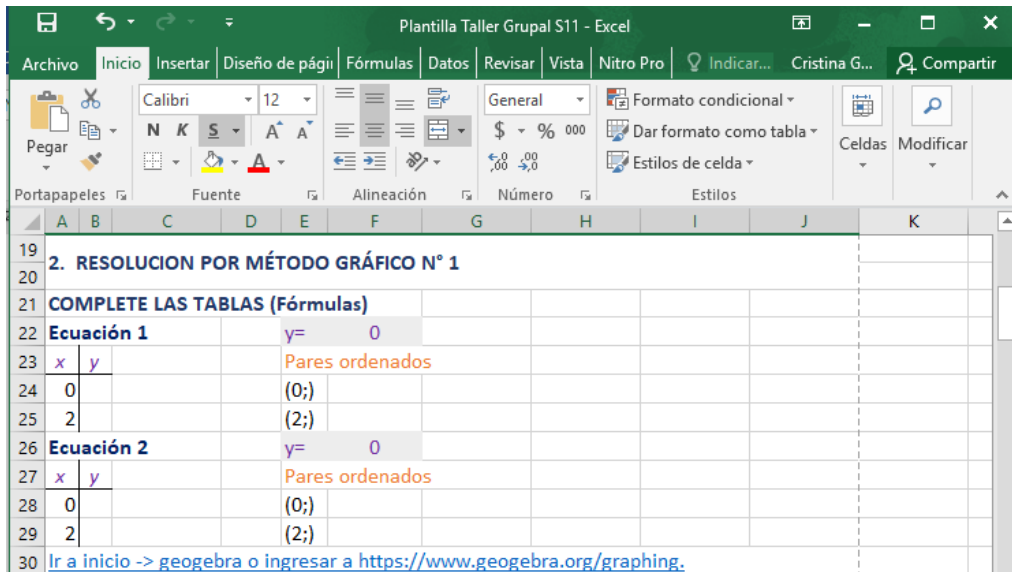 Plantilla Taller Grupal S11 - Excel
Archivo Inicio Insertar Diseño de págii Fórmulas Datos Revisar Vista Nitro Pro Indicar... Cristina G... Compartir
Calibri 12 General Formato condicional
Pegar N K S A A $ % 000 Dar formato como tabla Celdas Modificar
A ,00 ,00 Estilos de celda
Portapapeles Fuente Alineación Número Estilos
A B C D E F G H I J K
19
20 2. RESOLUCION POR MÉTODO GRÁFICO N° 1
21 COMPLETE LAS TABLAS (Fórmulas)
22 Ecuación 1 y= 0
23 x y Pares ordenados
24 0 (0;)
25 2 (2;)
26 Ecuación 2 y= 0
27 x y Pares ordenados
28 0 (0;)
29 2 (2;)
30 Ir a inicio -> geogebra o ingresar a https://www.geogebra.org/graphing.